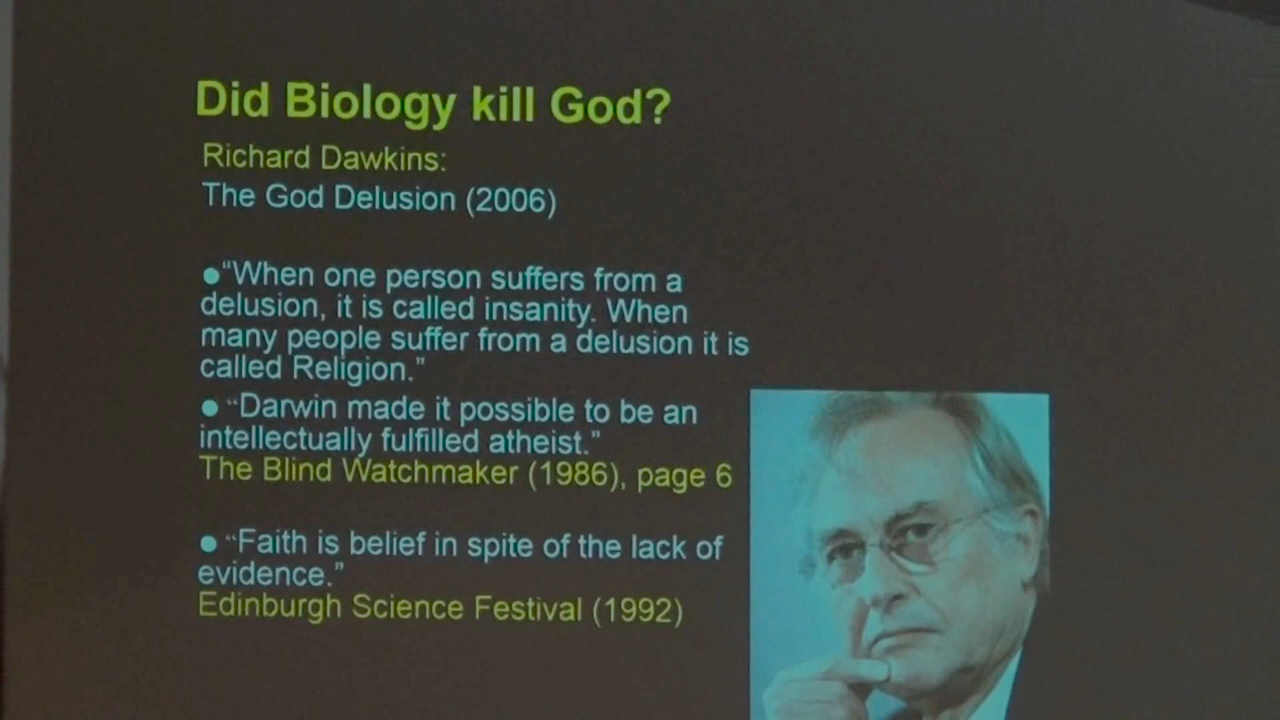 Did Biology kill God?
Richard Dawkins:
The God Delusion (2006)
●“When one person suffers from a
delusion, it is called insanity. When
many people suffer from a delusion it is
called Religion.”
● “Darwin made it possible to be an
intellectually fulfilled atheist.”
The Blind Watchmaker (1986), page 6
● “Faith is belief in spite of the lack of
evidence.”
Edinburgh Science Festival (1992)